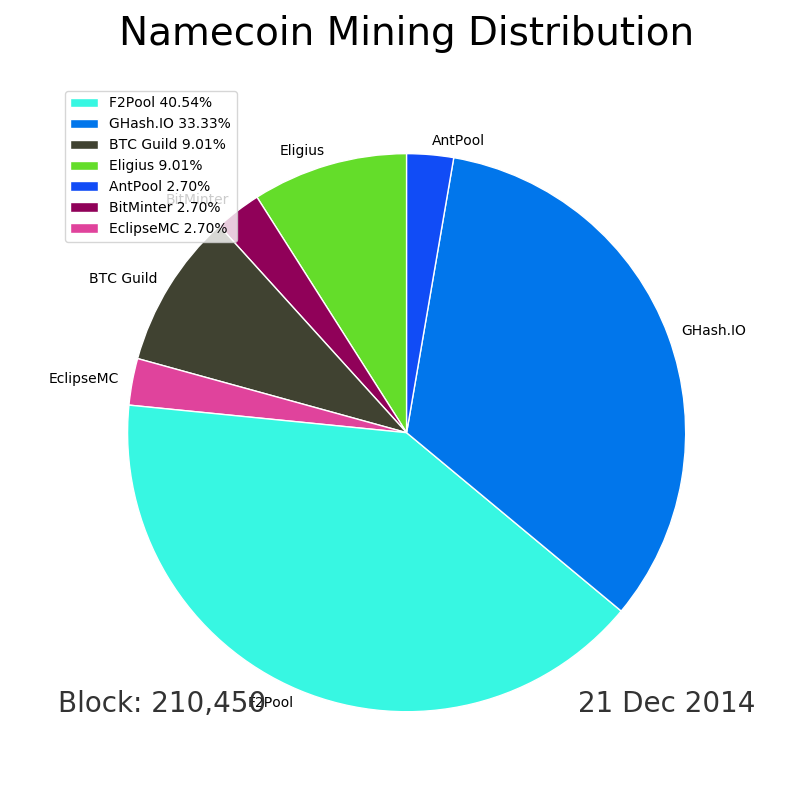 Namecoin Mining Distribution
F2Pool 40.54%
GHash.IO 33.33%
BTC Guild 9.01%
Eligius 9.01%
AntPool 2.70%
BitMinter 2.70%
EclipseMC 2.70%
AntPool
Eligius
BitMinter
BTC Guild
GHash.IO
EclipseMC
F2Pool
Block: 210,450
21 Dec 2014